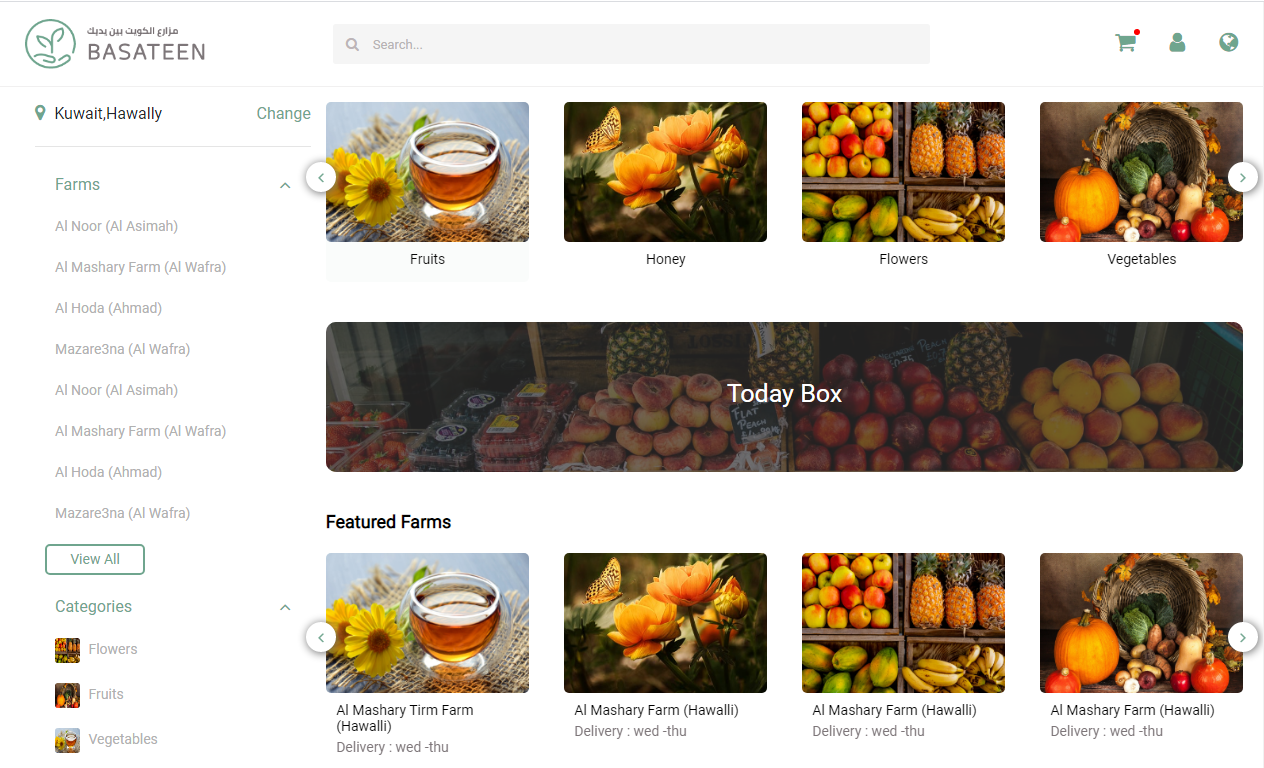 مزارع الكويت بين يديك
BASATEEN
Search...
Kuwait,Hawally
Change
Farms
Al Noor (Al Asimah)
Al Mashary Farm (Al Wafra)
Al Hoda (Ahmad)
Mazare3na (Al Wafra)
Al Noor (Al Asimah)
Al Mashary Farm (Al Wafra)
Al Hoda (Ahmad)
Mazare3na (Al Wafra)
View All
Categories
Flowers
Fruits
Vegetables
Fruits
Honey
Flowers
Vegetables
Today Box
FLAT
PEACH
Featured Farms
Al Mashary Tirm Farm
(Hawalli)
Delivery : wed -thu
Al Mashary Farm (Hawalli)
Delivery : wed -thu
Al Mashary Farm (Hawalli)
Delivery : wed -thu
Al Mashary Farm (Hawalli)
Delivery : wed -thu